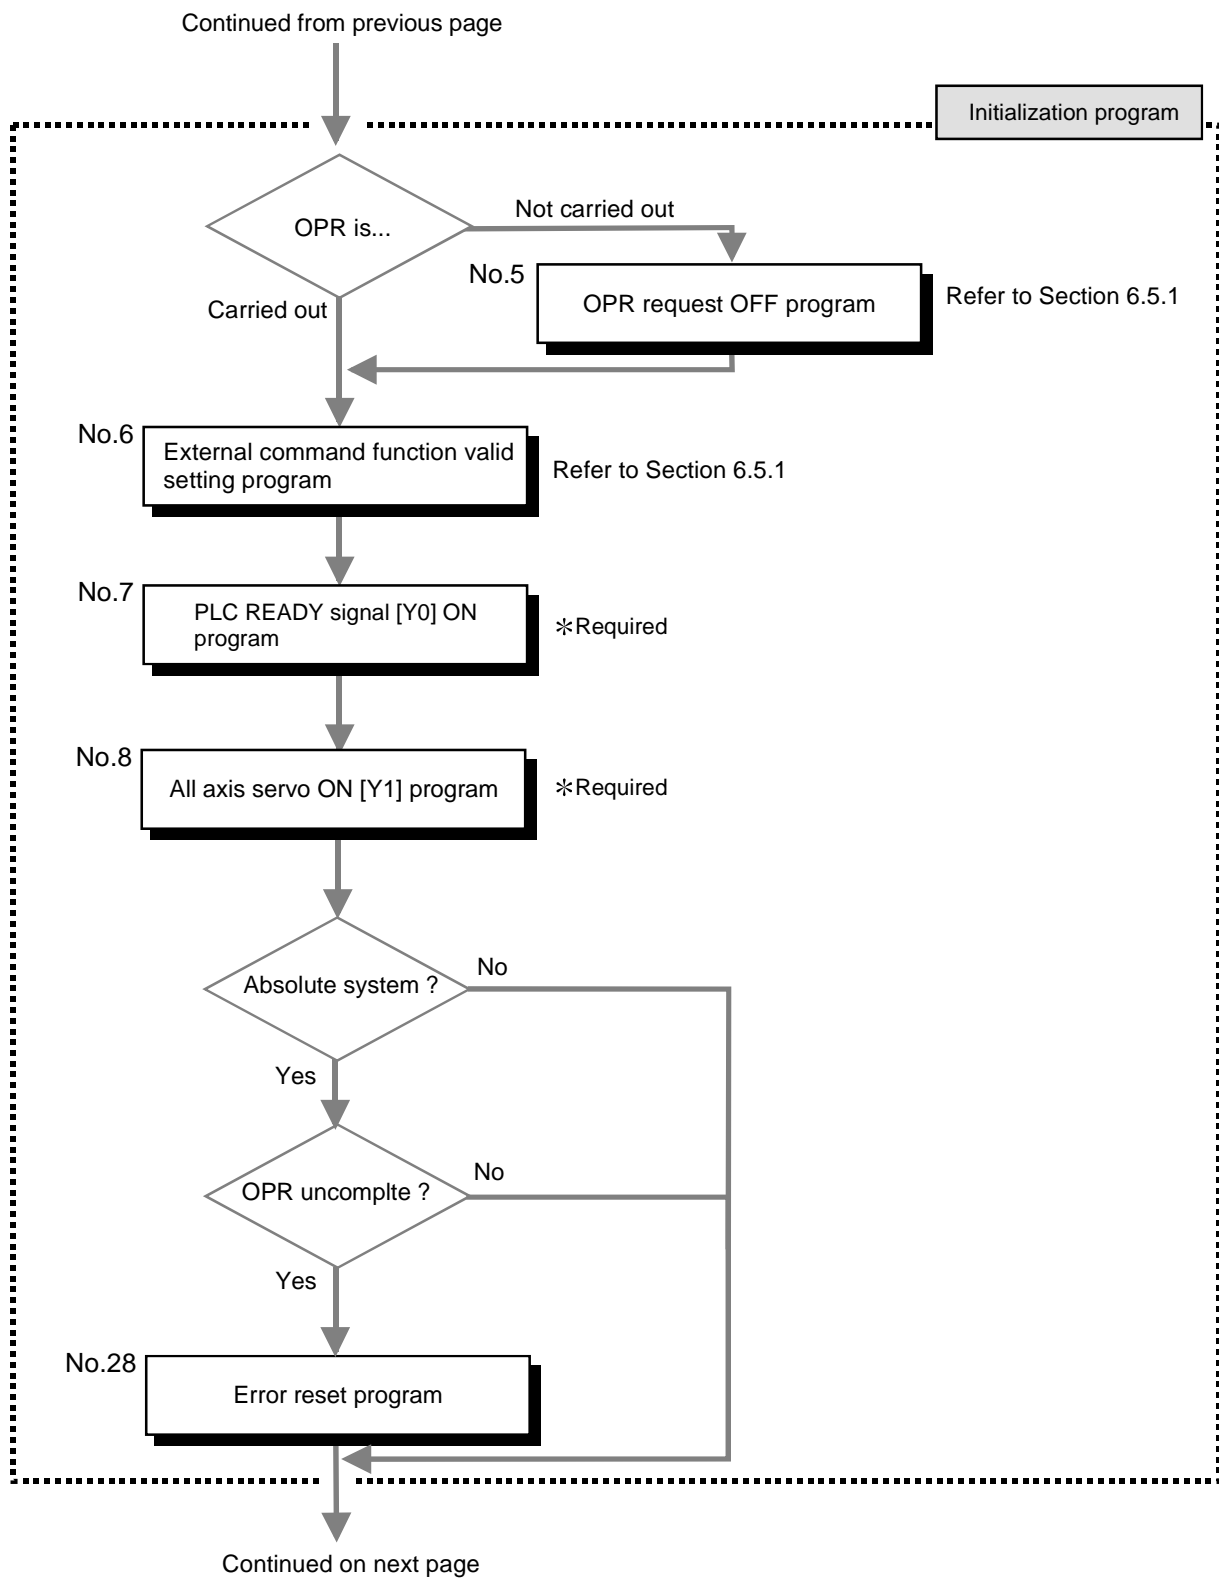 Continued from previous page
Initialization program
OPR is...
Not carried out
No.5
OPR request OFF program
Refer to Section 6.5.1
Carried out
No.6
External command function valid
setting program
Refer to Section 6.5.1
No.7
PLC READY signal [Y0] ON
program
*Required
No.8
All axis servo ON [Y1] program
*Required
Absolute system ?
No
Yes
OPR uncomplte ?
No
Yes
No.28
Error reset program
Continued on next page